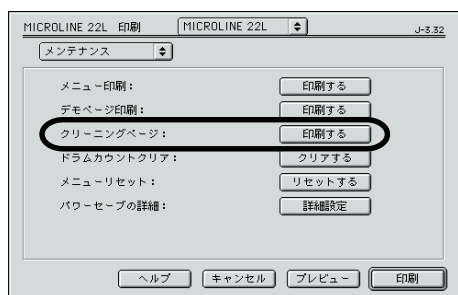 MICROLINE 22L 印刷 MICROLINE 22L J-3.32
メンテナンス
メニュー印刷： 印刷する
デモページ印刷： 印刷する
クリーニングページ： 印刷する
ドラムカウントクリア： クリアする
メニューリセット： リセットする
パワーセーブの詳細： 詳細設定
ヘルプ キャンセル プレビュー 印刷